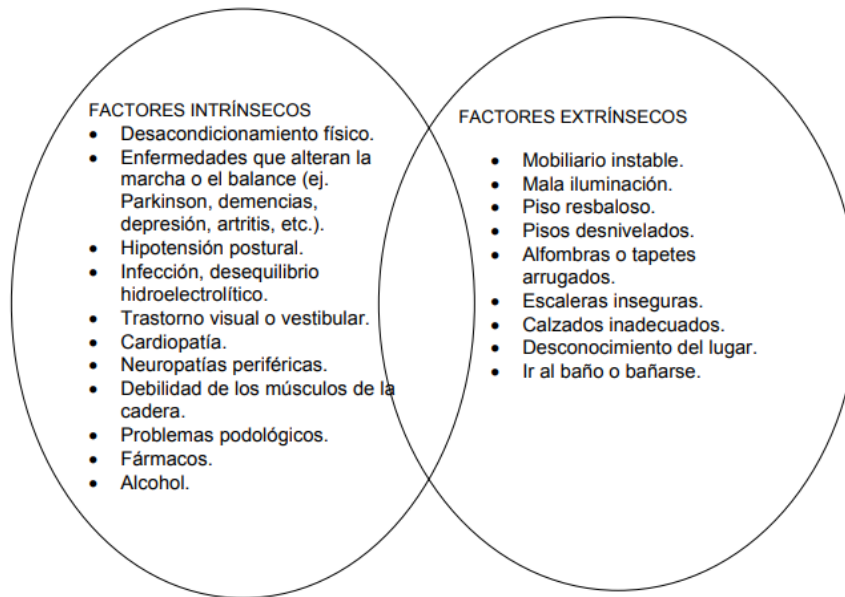 FACTORES INTRÍNSECOS
• Desacondicionamiento físico.
• Enfermedades que alteran la
marcha o el balance (ej.
Parkinson, demencias,
depresión, artritis, etc.).
• Hipotensión postural.
• Infección, desequilibrio
hidroelectrolítico.
• Trastorno visual o vestibular.
• Cardiopatía.
• Neuropatías periféricas.
• Debilidad de los músculos de la
cadera.
• Problemas podológicos.
• Fármacos.
• Alcohol.
FACTORES EXTRÍNSECOS
• Mobiliario instable.
• Mala iluminación.
• Piso resbaloso.
• Pisos desnivelados.
• Alfombras o tapetes
arrugados.
• Escaleras inseguras.
• Calzados inadecuados.
• Desconocimiento del lugar.
• Ir al baño o bañarse.